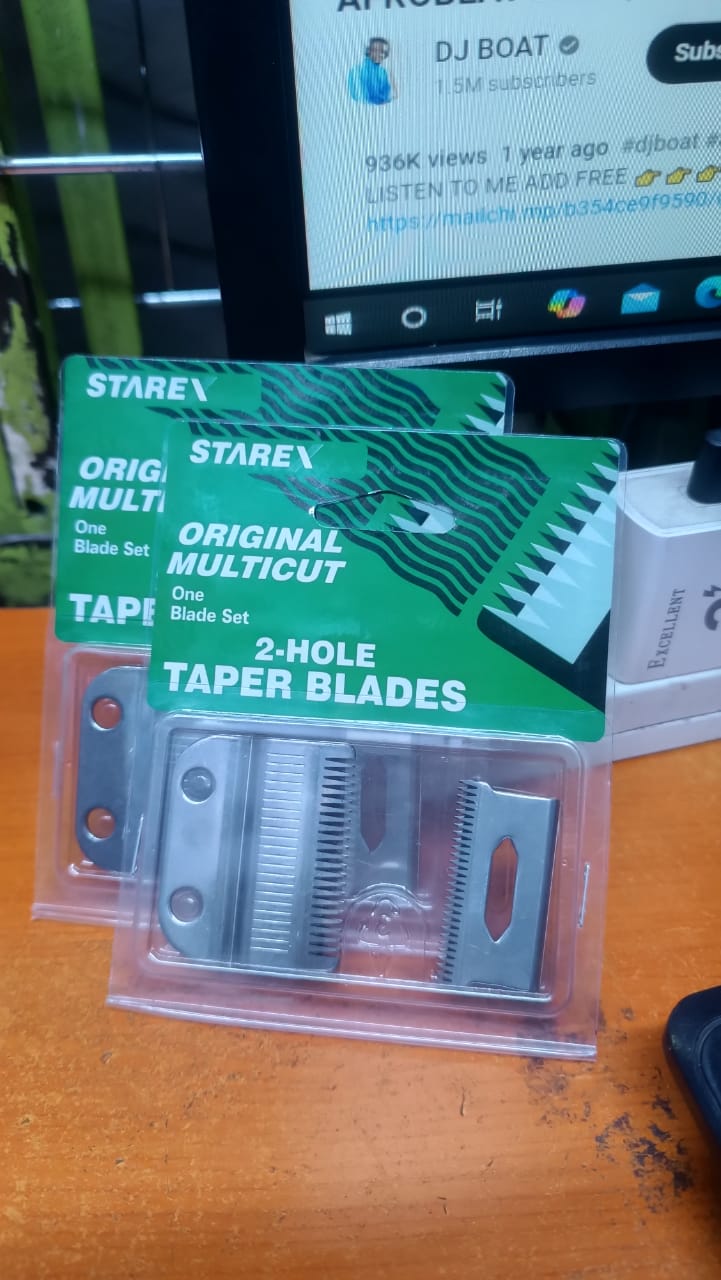 DJ BOAT
1.5M subscribers
936K views 1 year ago #djboat
LISTEN TO ME ADD FREE 👉👉👉
STAREX
ORIG
MULTI
One
Blade Set
TAPE
STAREX
ORIGINAL
MULTICUT
One
Blade Set
2-HOLE
TAPER BLADES
EXCELLENT